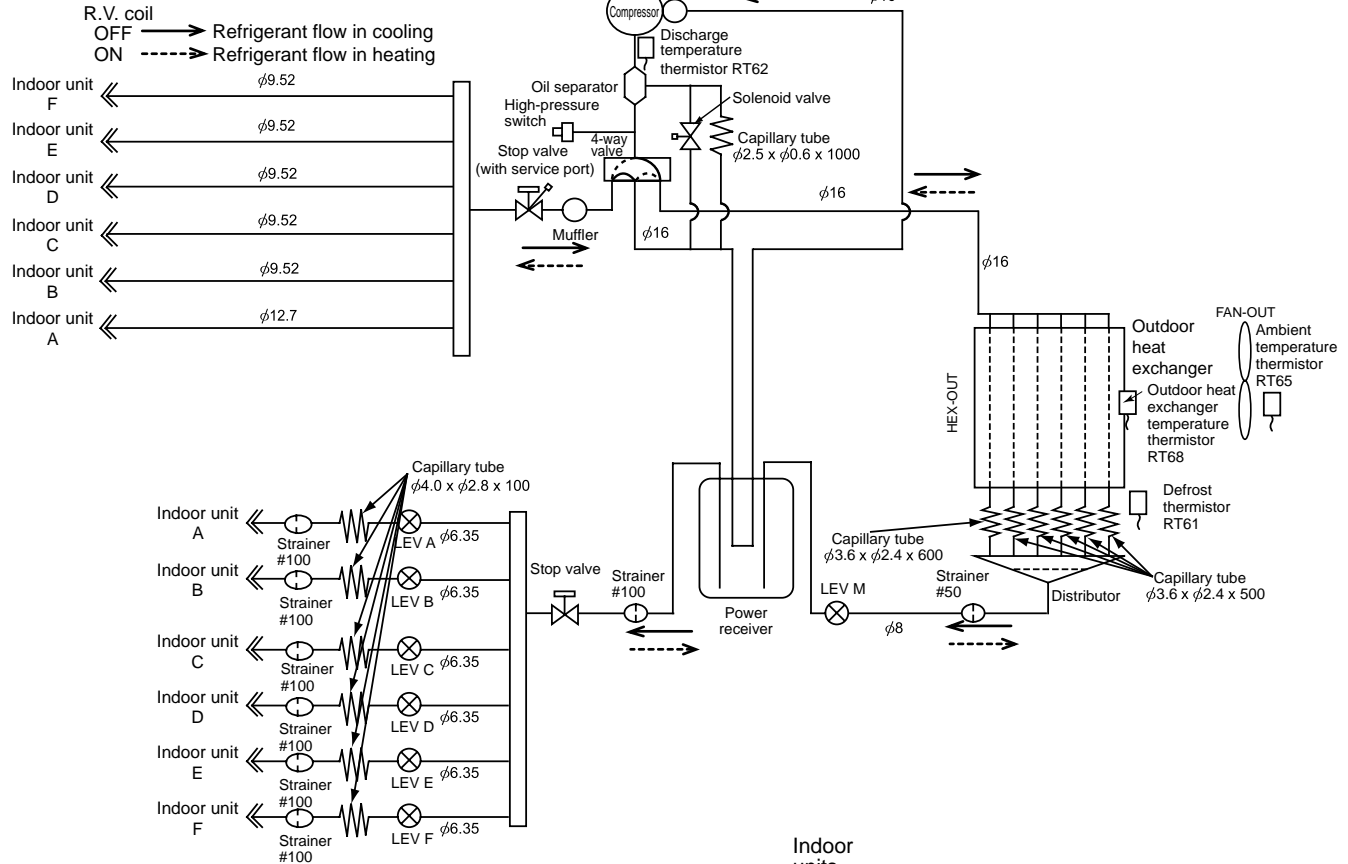 R.V. coil
OFF Refrigerant flow in cooling
ON Refrigerant flow in heating
Compressor
Discharge
temperature
thermistor RT62
Oil separator
High-pressure
switch
Solenoid valve
4-way
valve
Capillary tube
ϕ2.5 x ϕ0.6 x 1000
Stop valve
(with service port)
Muffler
ϕ16
ϕ16
ϕ16
Indoor unit
F
ϕ9.52
Indoor unit
E
ϕ9.52
Indoor unit
D
ϕ9.52
Indoor unit
C
ϕ9.52
Indoor unit
B
ϕ9.52
Indoor unit
A
ϕ12.7
FAN-OUT
Outdoor
heat
exchanger
Ambient
temperature
thermistor
RT65
HEX-OUT
Outdoor heat
exchanger
temperature
thermistor
RT68
Defrost
thermistor
RT61
Capillary tube
ϕ3.6 x ϕ2.4 x 600
Capillary tube
ϕ3.6 x ϕ2.4 x 500
Distributor
Strainer
#50
ϕ8
LEV M
Power
receiver
Strainer
#100
Stop valve
Capillary tube
ϕ4.0 x ϕ2.8 x 100
Indoor unit
A
Strainer
#100
LEV A
ϕ6.35
Indoor unit
B
Strainer
#100
LEV B
ϕ6.35
Indoor unit
C
Strainer
#100
LEV C
ϕ6.35
Indoor unit
D
Strainer
#100
LEV D
ϕ6.35
Indoor unit
E
Strainer
#100
LEV E
ϕ6.35
Indoor unit
F
Strainer
#100
LEV F
ϕ6.35
Indoor